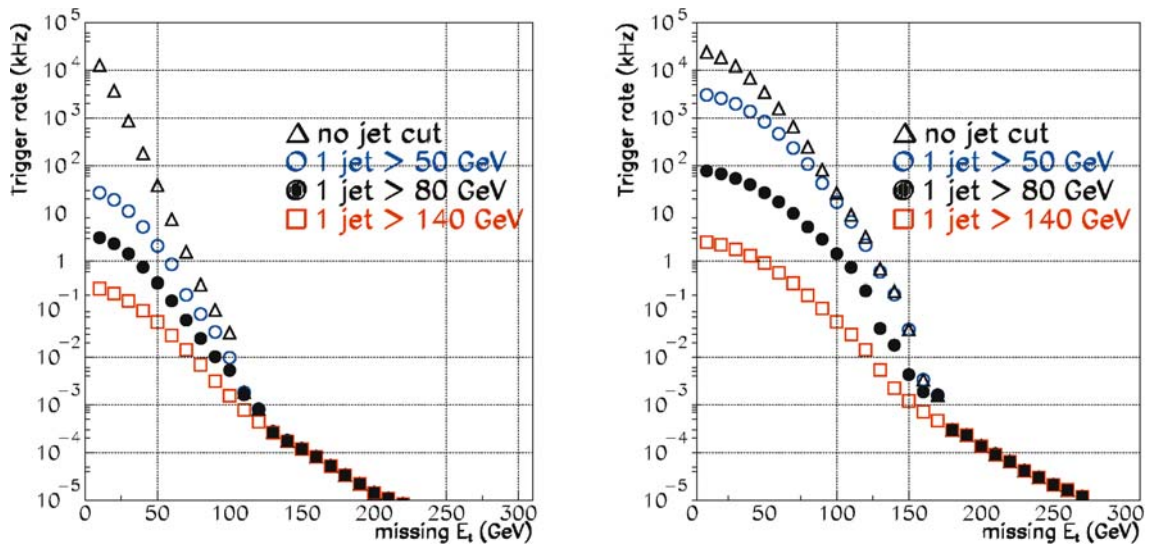 Trigger rate (kHz)
10^5
10^4
10^3
10^2
10
1
10^-1
10^-2
10^-3
10^-4
10^-5
△ no jet cut
○ 1 jet > 50 GeV
● 1 jet > 80 GeV
□ 1 jet > 140 GeV
0 50 100 150 200 250 300
missing E_t (GeV)
Trigger rate (kHz)
10^5
10^4
10^3
10^2
10
1
10^-1
10^-2
10^-3
10^-4
10^-5
△ no jet cut
○ 1 jet > 50 GeV
● 1 jet > 80 GeV
□ 1 jet > 140 GeV
0 50 100 150 200 250 300
missing E_t (GeV)